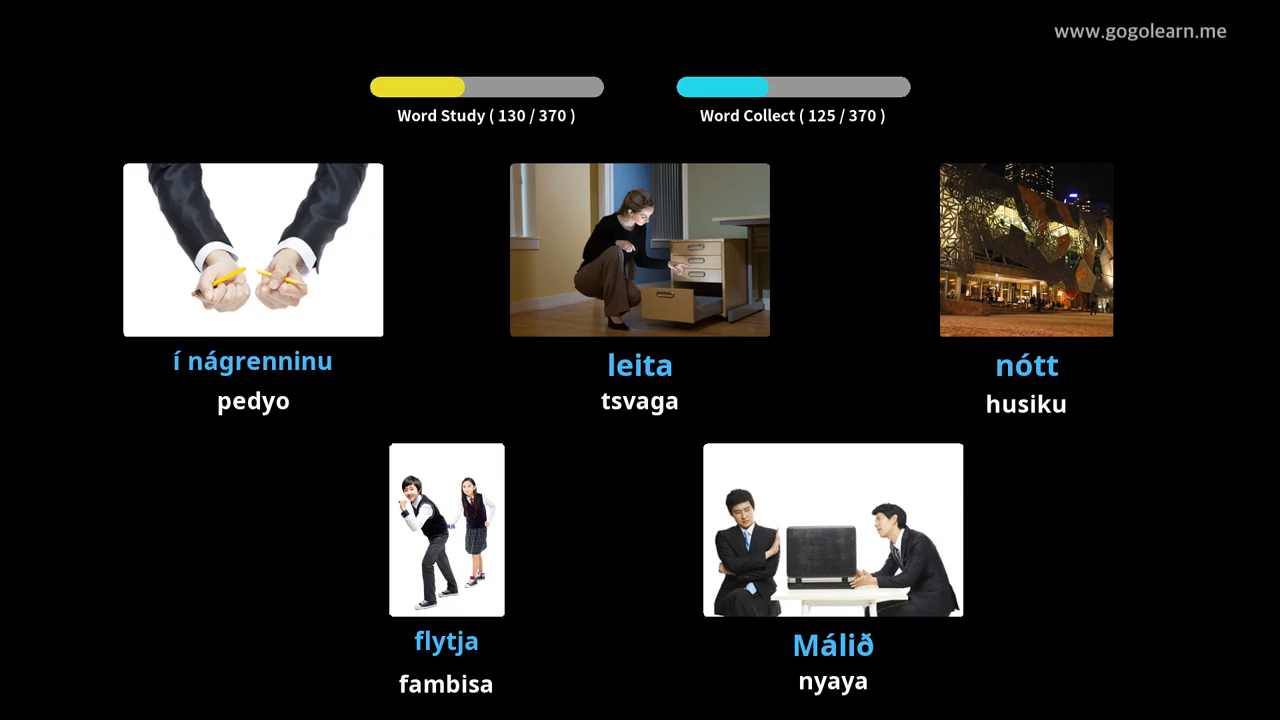 www.gogolearn.me
Word Study ( 130 / 370 )
Word Collect ( 125 / 370 )
í nágrenninu
pedyo
leita
tsvaga
nótt
husiku
flytja
fambisa
Málið
nyaya